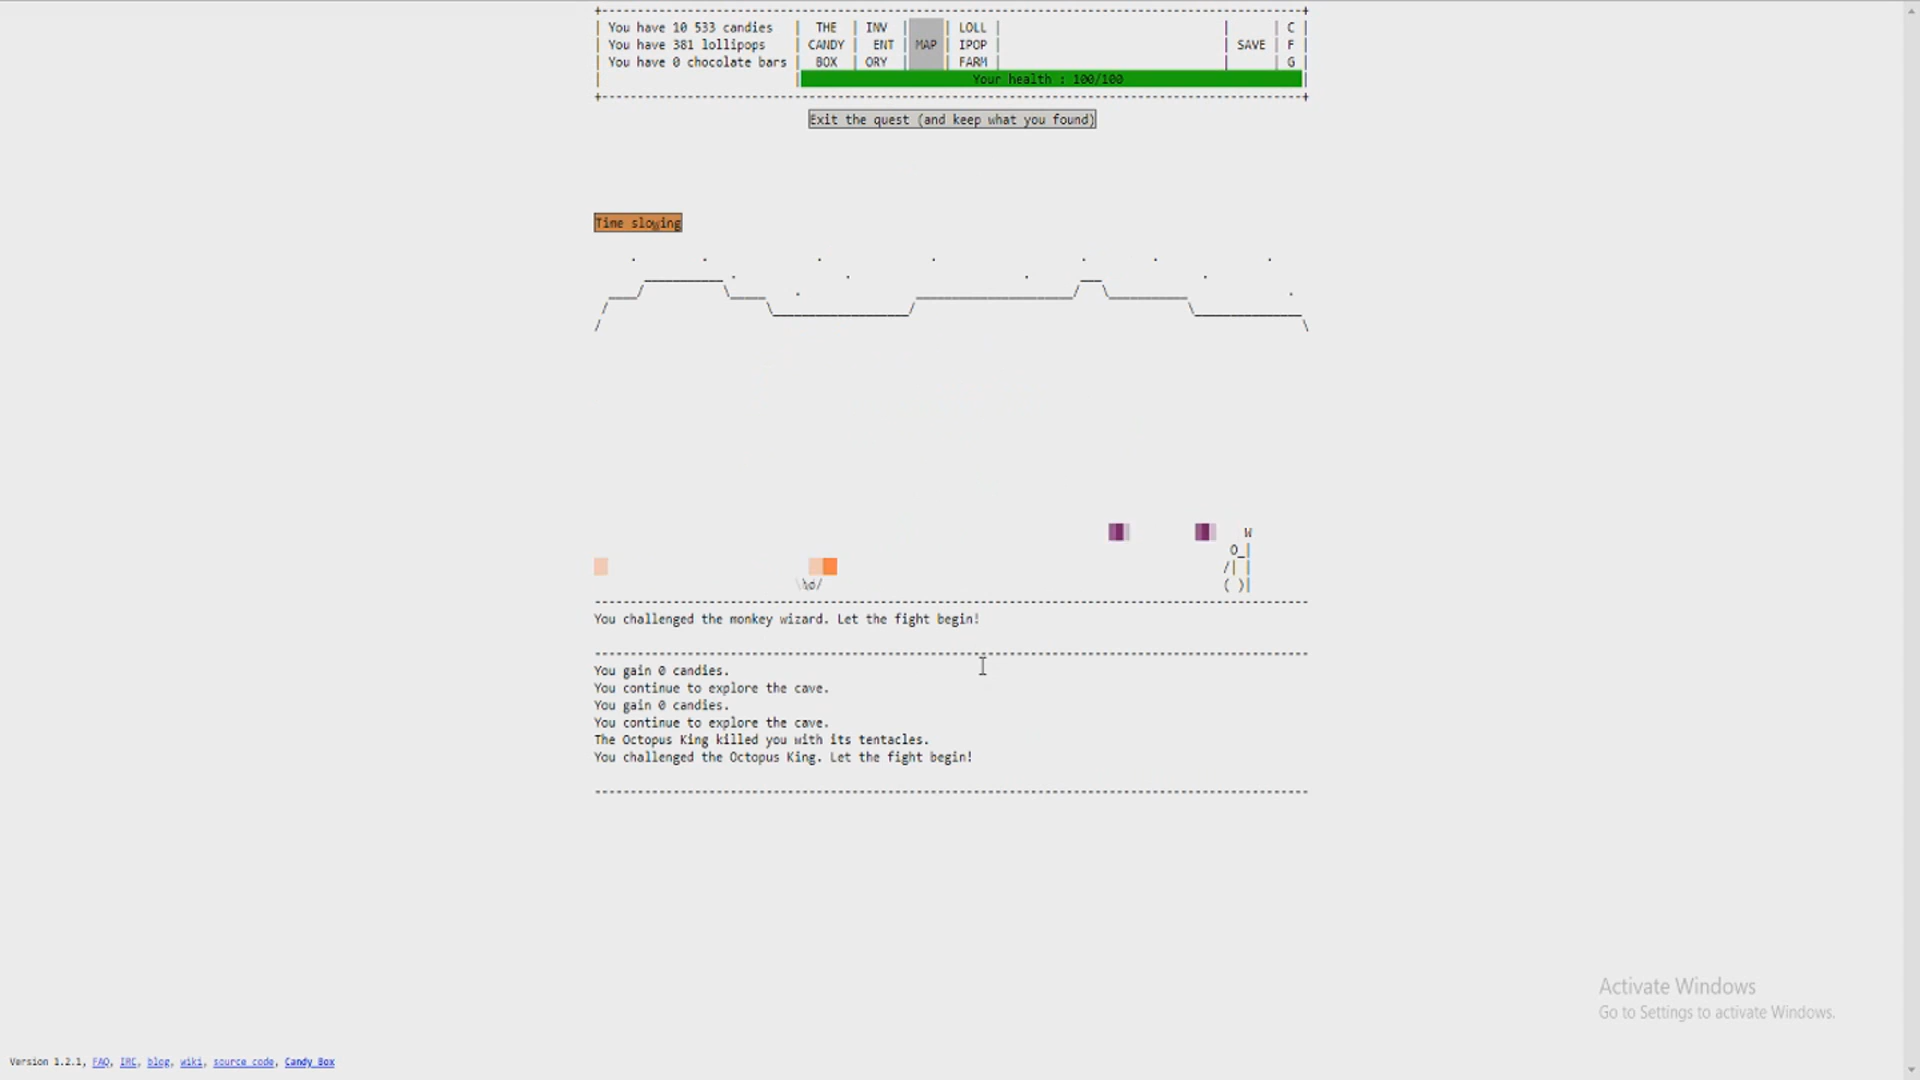 You have 10 533 candies
You have 381 lollipops
You have 0 chocolate bars
THE CANDY BOX
INV ENT ORY
MAP
LOLL IPOP FARM
SAVE
C F G
Your health : 100/100
Exit the quest (and keep what you found)
Time slowing
W
O_|
/| |
( )|
\o/
You challenged the monkey wizard. Let the fight begin!
You gain 0 candies.
You continue to explore the cave.
You gain 0 candies.
You continue to explore the cave.
The Octopus King killed you with its tentacles.
You challenged the Octopus King. Let the fight begin!
Activate Windows
Go to Settings to activate Windows.
Version 1.2.1, FAQ, IRC, blog, wiki, source code, Candy Box